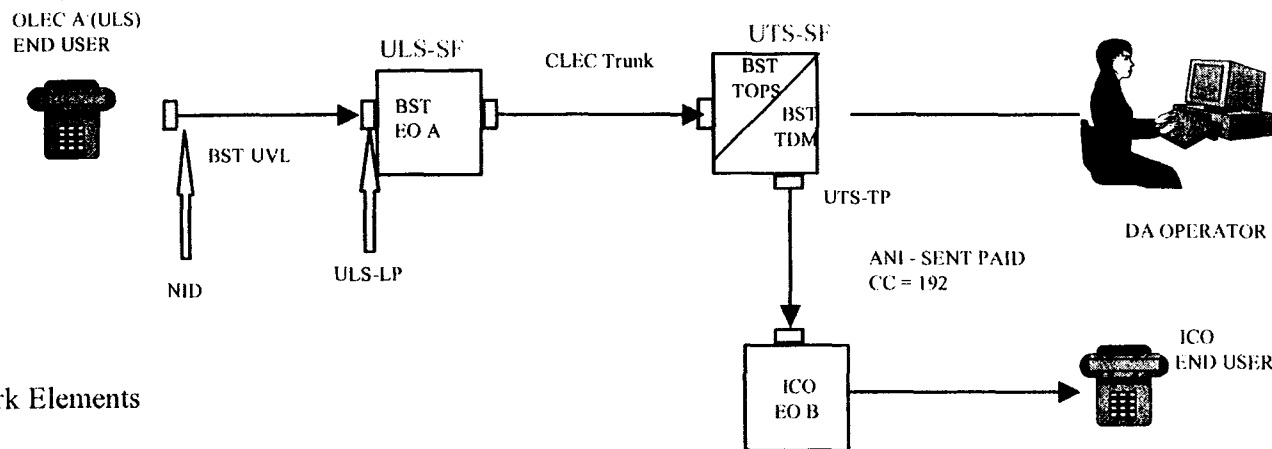 OLEC A (ULS)
END USER
ULS-SF
UTS-SF
CLEC Trunk
BST
TOPS
BST
TDM
BST
EO A
BST UVL
UTS-TP
DA OPERATOR
NID
ULS-LP
ANI - SENT PAID
CC = 192
ICO
END USER
ICO
EO B
rk Elements